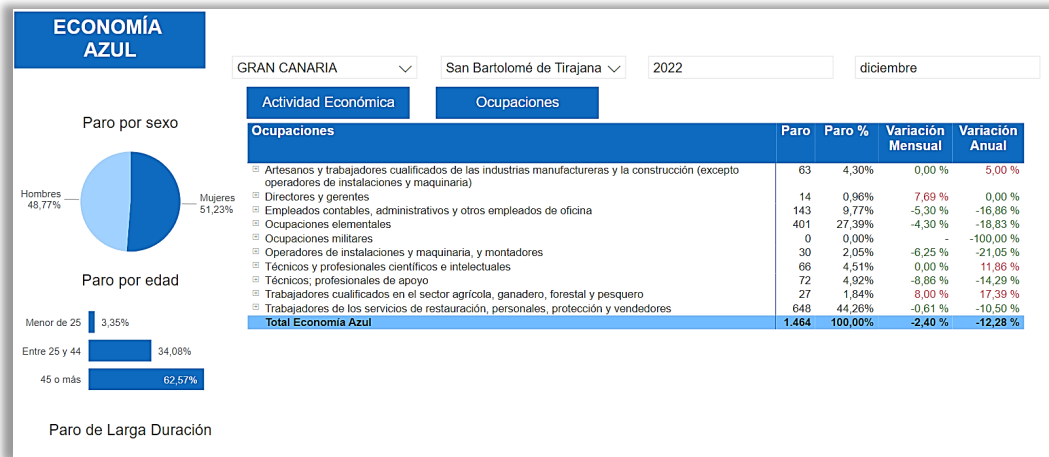 ECONOMÍA
AZUL
GRAN CANARIA
San Bartolomé de Tirajana
2022
diciembre
Actividad Económica
Ocupaciones
Paro por sexo
Hombres
48,77%
Mujeres
51,23%
Paro por edad
Menor de 25 3,35%
Entre 25 y 44 34,08%
45 o más 62,57%
Paro de Larga Duración
Ocupaciones Paro Paro % Variación Mensual Variación Anual
Artesanos y trabajadores cualificados de las industrias manufactureras y la construcción (excepto 63 4,30% 0,00 % 5,00 %
operadores de instalaciones y maquinaria)
Directores y gerentes 14 0,96% 7,69 % 0,00 %
Empleados contables, administrativos y otros empleados de oficina 143 9,77% -5,30 % -16,86 %
Ocupaciones elementales 401 27,39% -4,30 % -18,83 %
Ocupaciones militares 0 0,00% - -100,00 %
Operadores de instalaciones y maquinaria, y montadores 30 2,05% -6,25 % -21,05 %
Técnicos y profesionales científicos e intelectuales 66 4,51% 0,00 % 11,86 %
Técnicos; profesionales de apoyo 72 4,92% -8,86 % -14,29 %
Trabajadores cualificados en el sector agrícola, ganadero, forestal y pesquero 27 1,84% 8,00 % 17,39 %
Trabajadores de los servicios de restauración, personales, protección y vendedores 648 44,26% -0,61 % -10,50 %
Total Economía Azul 1.464 100,00% -2,40 % -12,28 %